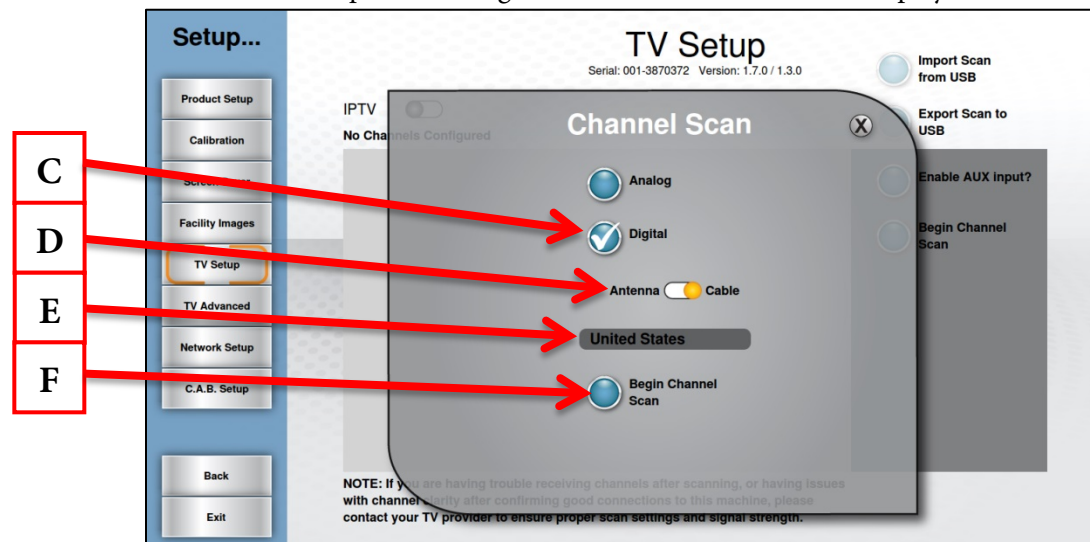 Setup...
TV Setup
Serial: 001-3870372 Version: 1.7.0 / 1.3.0
Import Scan
from USB
Export Scan to
USB
Enable AUX input?
Begin Channel
Scan
Product Setup
Calibration
Facility Images
TV Setup
TV Advanced
Network Setup
C.A.B. Setup
Back
Exit
IPTV
No Channels Configured
Channel Scan
X
Analog
Digital
Antenna Cable
United States
Begin Channel
Scan
C
D
E
F
NOTE: If you are having trouble receiving channels after scanning, or having issues
with channel clarity after confirming good connections to this machine, please
contact your TV provider to ensure proper scan settings and signal strength.